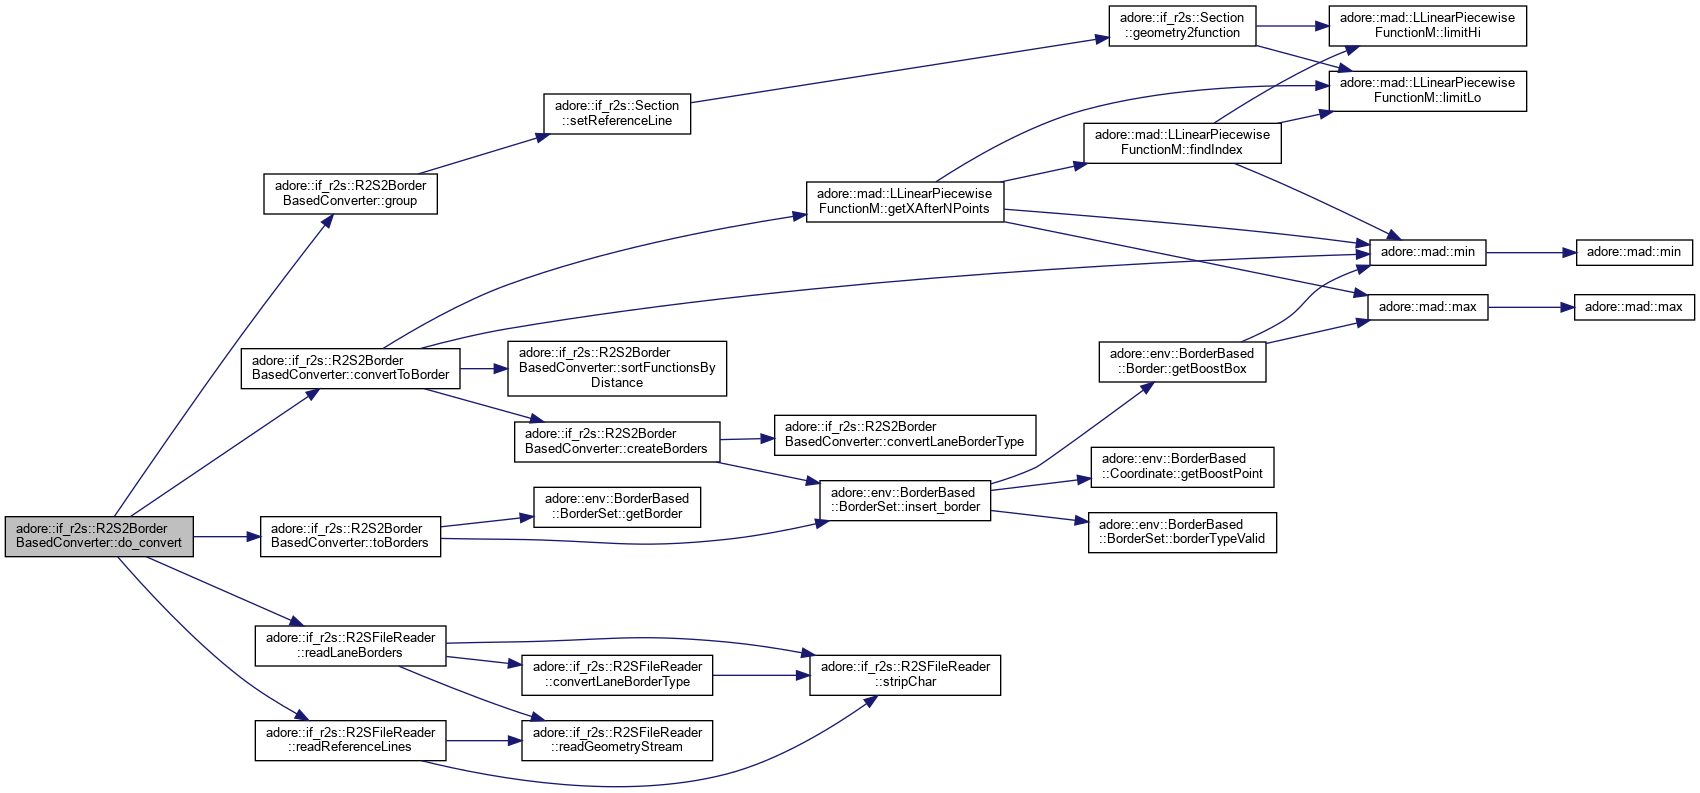 adore::if_r2s::Section
::geometry2function
adore::mad::LLinearPiecewise
FunctionM::limitHi
adore::mad::LLinearPiecewise
FunctionM::limitLo
adore::if_r2s::Section
::setReferenceLine
adore::mad::LLinearPiecewise
FunctionM::findIndex
adore::if_r2s::R2S2Border
BasedConverter::group
adore::mad::LLinearPiecewise
FunctionM::getXAfterNPoints
adore::mad::min
adore::mad::min
adore::mad::max
adore::mad::max
adore::if_r2s::R2S2Border
BasedConverter::convertToBorder
adore::if_r2s::R2S2Border
BasedConverter::sortFunctionsBy
Distance
adore::env::BorderBased
::Border::getBoostBox
adore::if_r2s::R2S2Border
BasedConverter::createBorders
adore::if_r2s::R2S2Border
BasedConverter::convertLaneBorderType
adore::env::BorderBased
::Coordinate::getBoostPoint
adore::env::BorderBased
::BorderSet::getBorder
adore::env::BorderBased
::BorderSet::insert_border
adore::if_r2s::R2S2Border
BasedConverter::do_convert
adore::if_r2s::R2S2Border
BasedConverter::toBorders
adore::env::BorderBased
::BorderSet::borderTypeValid
adore::if_r2s::R2SFileReader
::readLaneBorders
adore::if_r2s::R2SFileReader
::convertLaneBorderType
adore::if_r2s::R2SFileReader
::stripChar
adore::if_r2s::R2SFileReader
::readReferenceLines
adore::if_r2s::R2SFileReader
::readGeometryStream